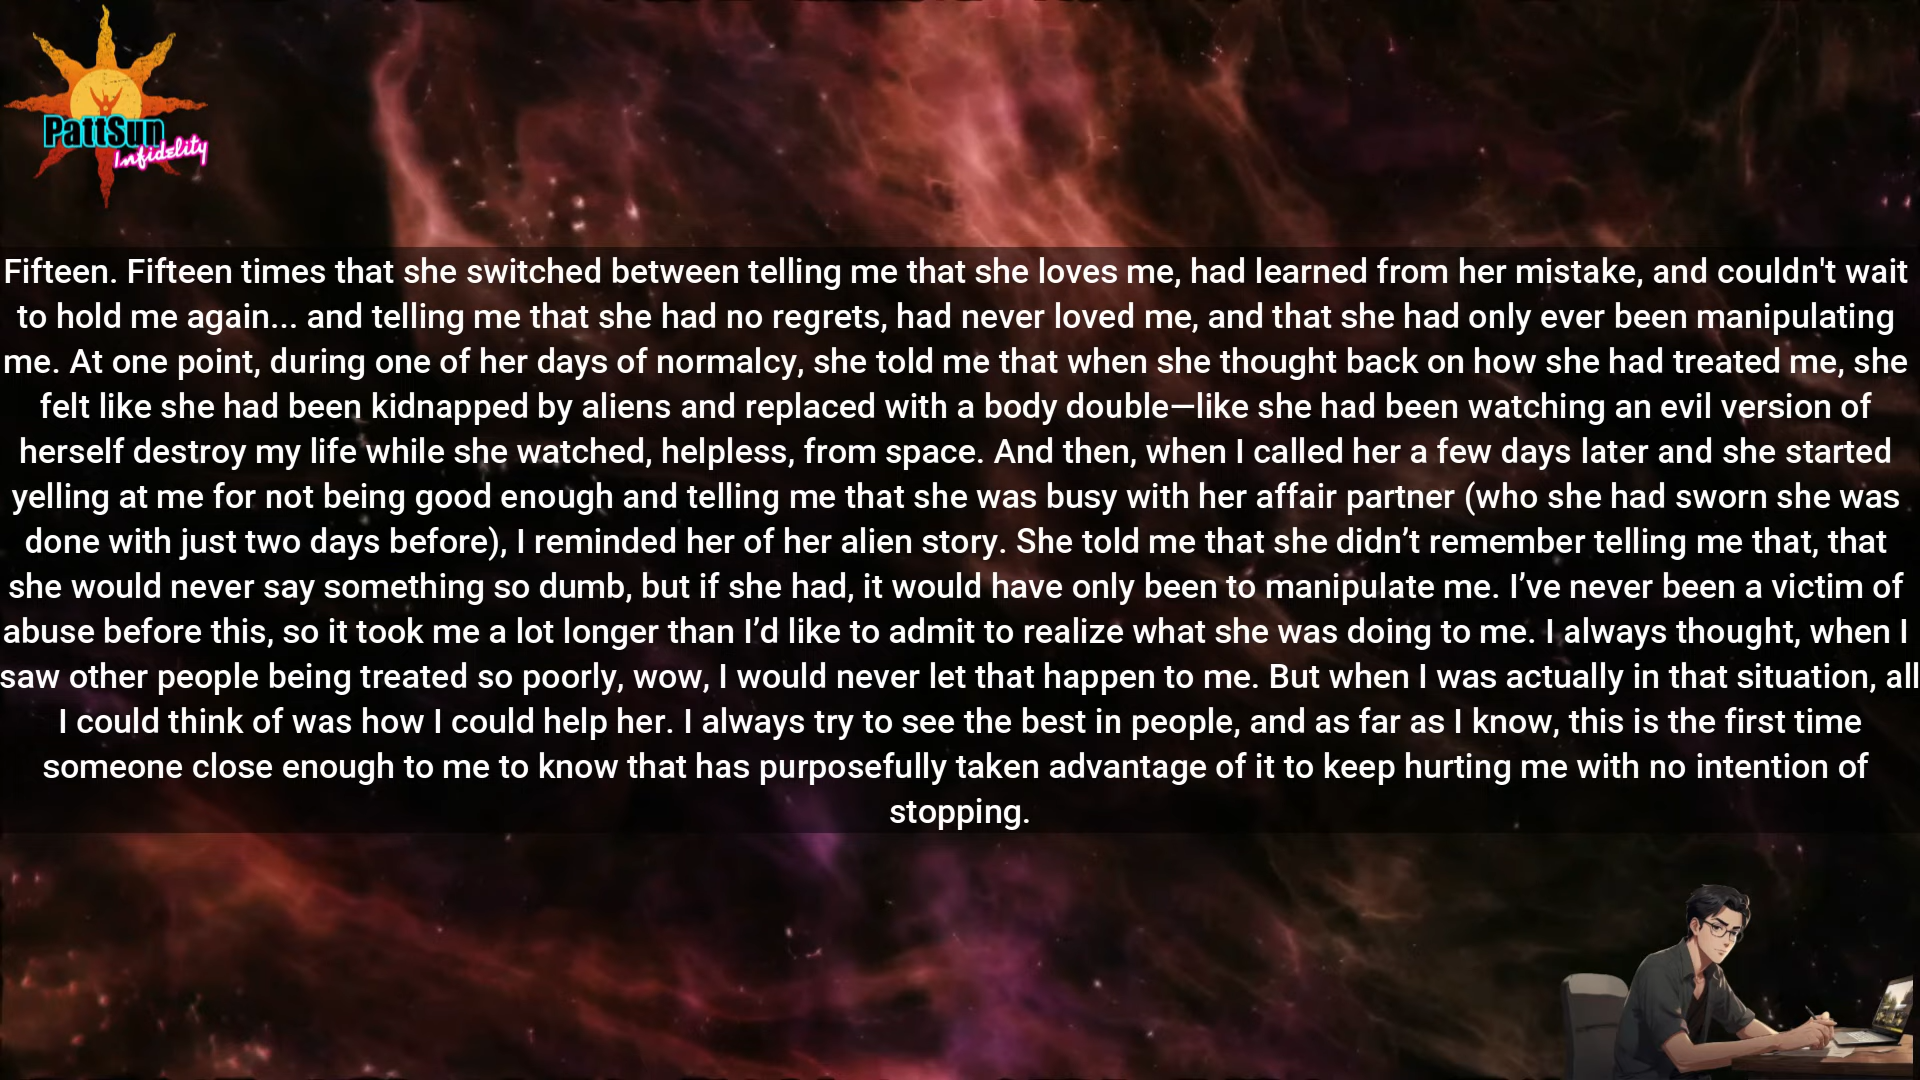 PattSun
Infidelity
Fifteen. Fifteen times that she switched between telling me that she loves me, had learned from her mistake, and couldn't wait
to hold me again... and telling me that she had no regrets, had never loved me, and that she had only ever been manipulating
me. At one point, during one of her days of normalcy, she told me that when she thought back on how she had treated me, she
felt like she had been kidnapped by aliens and replaced with a body double—like she had been watching an evil version of
herself destroy my life while she watched, helpless, from space. And then, when I called her a few days later and she started
yelling at me for not being good enough and telling me that she was busy with her affair partner (who she had sworn she was
done with just two days before), I reminded her of her alien story. She told me that she didn’t remember telling me that, that
she would never say something so dumb, but if she had, it would have only been to manipulate me. I’ve never been a victim of
abuse before this, so it took me a lot longer than I’d like to admit to realize what she was doing to me. I always thought, when I
saw other people being treated so poorly, wow, I would never let that happen to me. But when I was actually in that situation, all
I could think of was how I could help her. I always try to see the best in people, and as far as I know, this is the first time
someone close enough to me to know that has purposefully taken advantage of it to keep hurting me with no intention of
stopping.